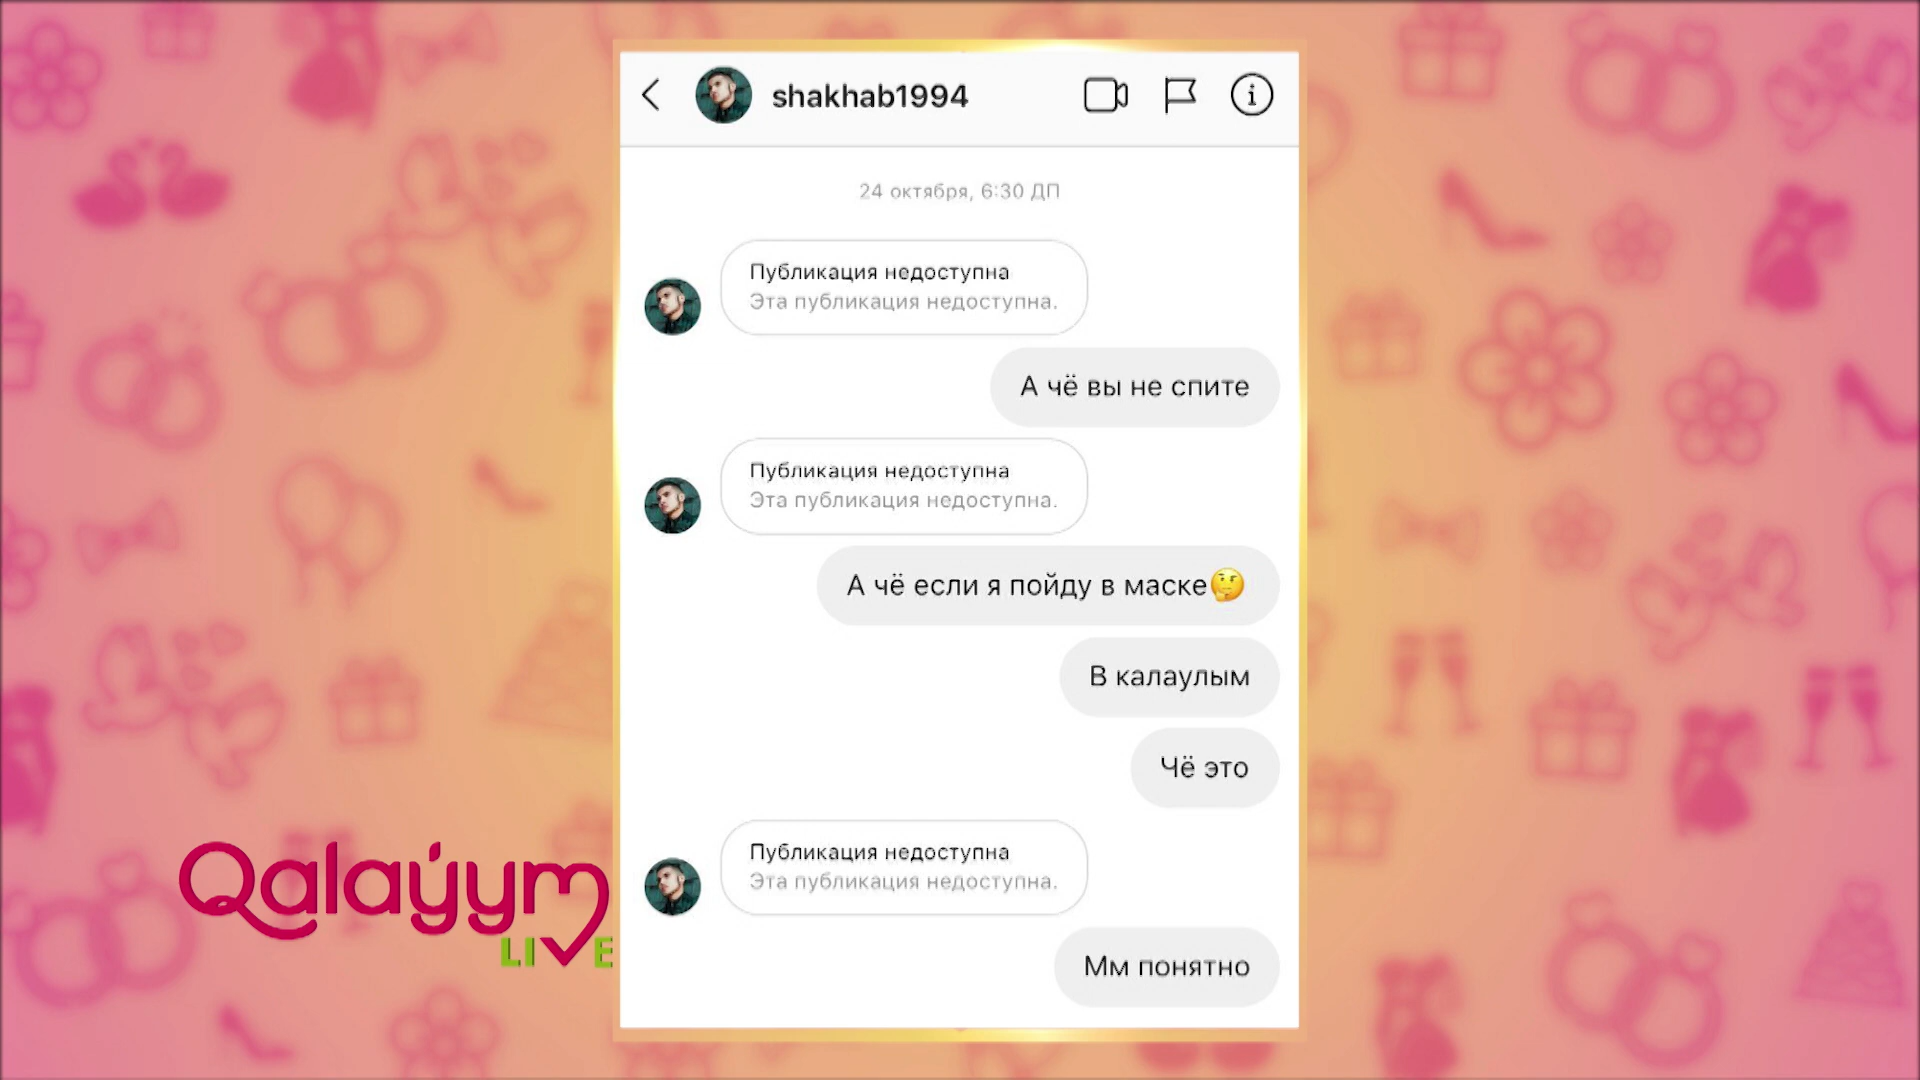 shakhab1994
24 октября, 6:30 ДП
Публикация недоступна
Эта публикация недоступна.
А чё вы не спите
Публикация недоступна
Эта публикация недоступна.
А чё если я пойду в маске🤔
В калаулым
Чё это
Публикация недоступна
Эта публикация недоступна.
Мм понятно
Qalaýym
LIVE